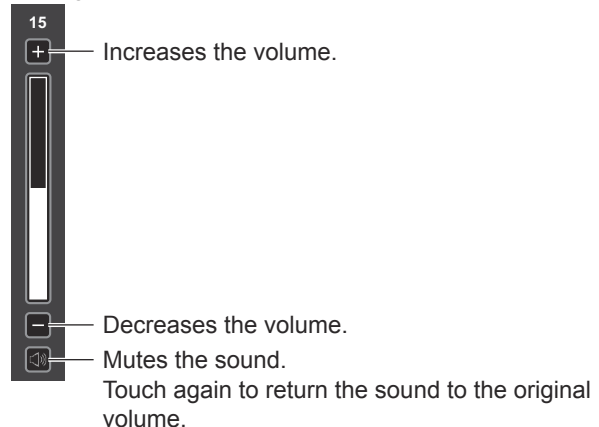 15
+
Increases the volume.
−
Decreases the volume.
Mutes the sound.
Touch again to return the sound to the original
volume.